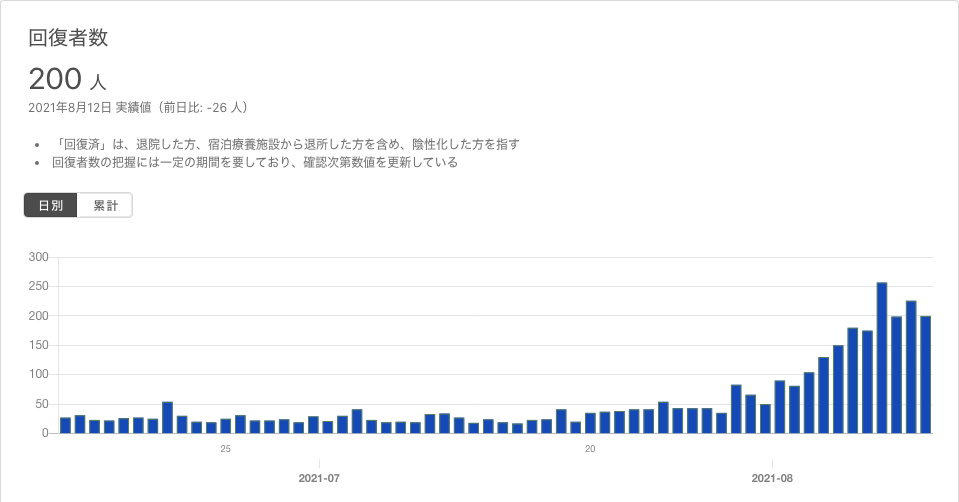 回復者数
200 人
2021年8月12日 実績値（前日比: -26 人）
• 「回復済」は、退院した方、宿泊療養施設から退所した方を含め、陰性化した方を指す
• 回復者数の把握には一定の期間を要しており、確認次第数値を更新している
日別 累計
300
250
200
150
100
50
0
25 20
2021-07 2021-08